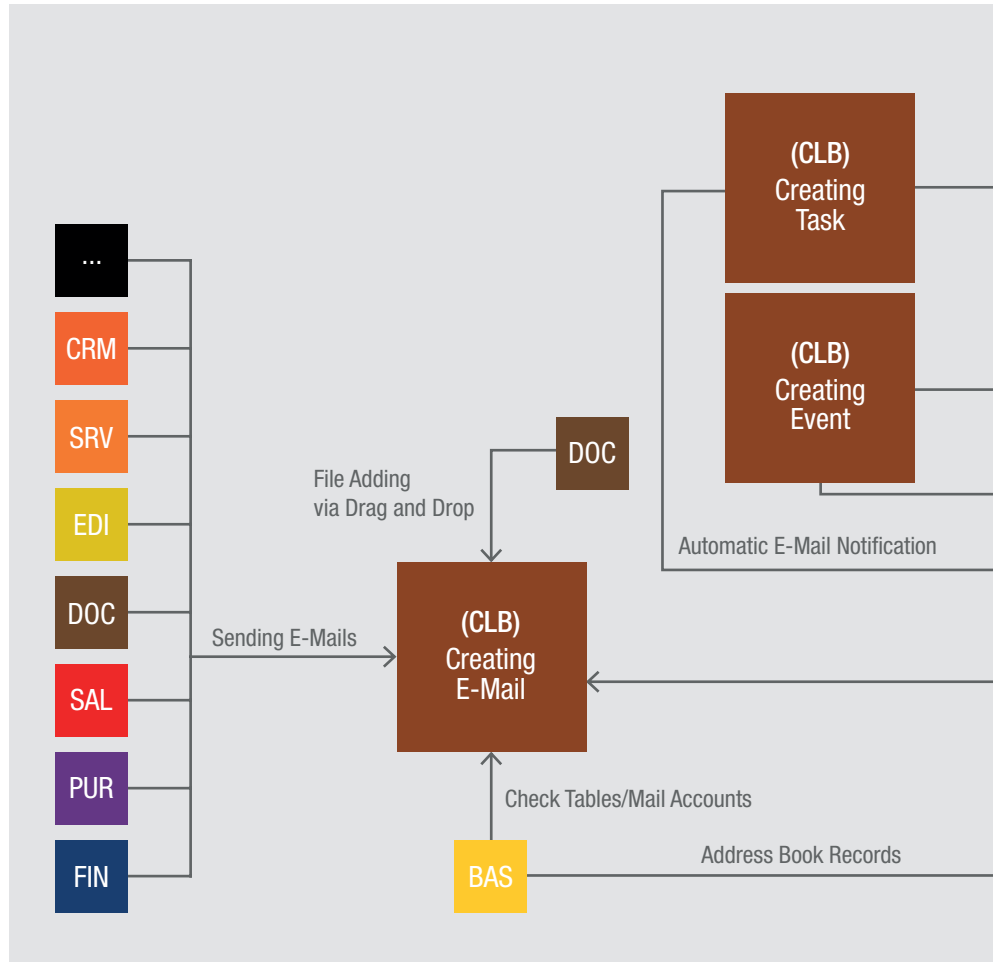 (CLB)
Creating
Task
...
CRM
(CLB)
Creating
Event
SRV
DOC
File Adding
via Drag and Drop
EDI
Automatic E-Mail Notification
DOC
(CLB)
Creating
E-Mail
Sending E-Mails
SAL
PUR
Check Tables/Mail Accounts
FIN
BAS
Address Book Records